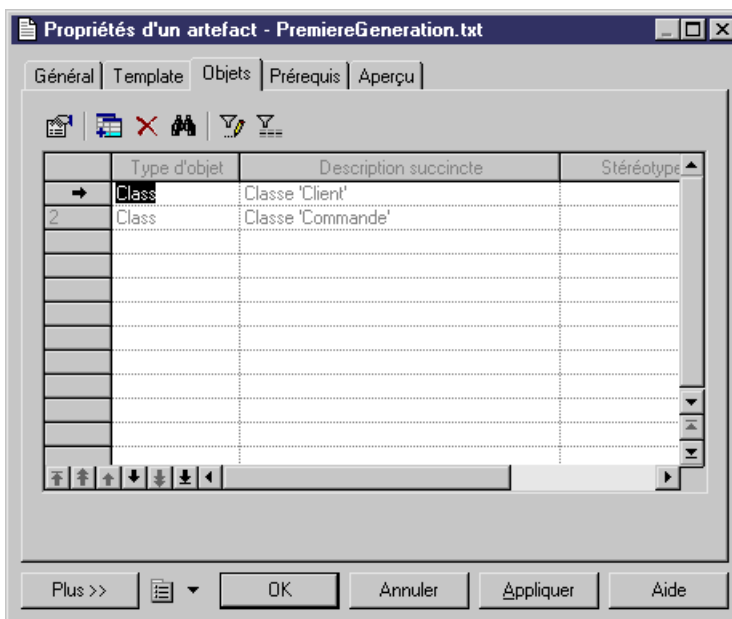 Propriétés d'un artefact - PremiereGeneration.txt
Général Template Objets Prérequis Aperçu
Type d'objet Description succincte Stéréotype
Class Classe 'Client'
2 Class Classe 'Commande'
Plus >> OK Annuler Appliquer Aide